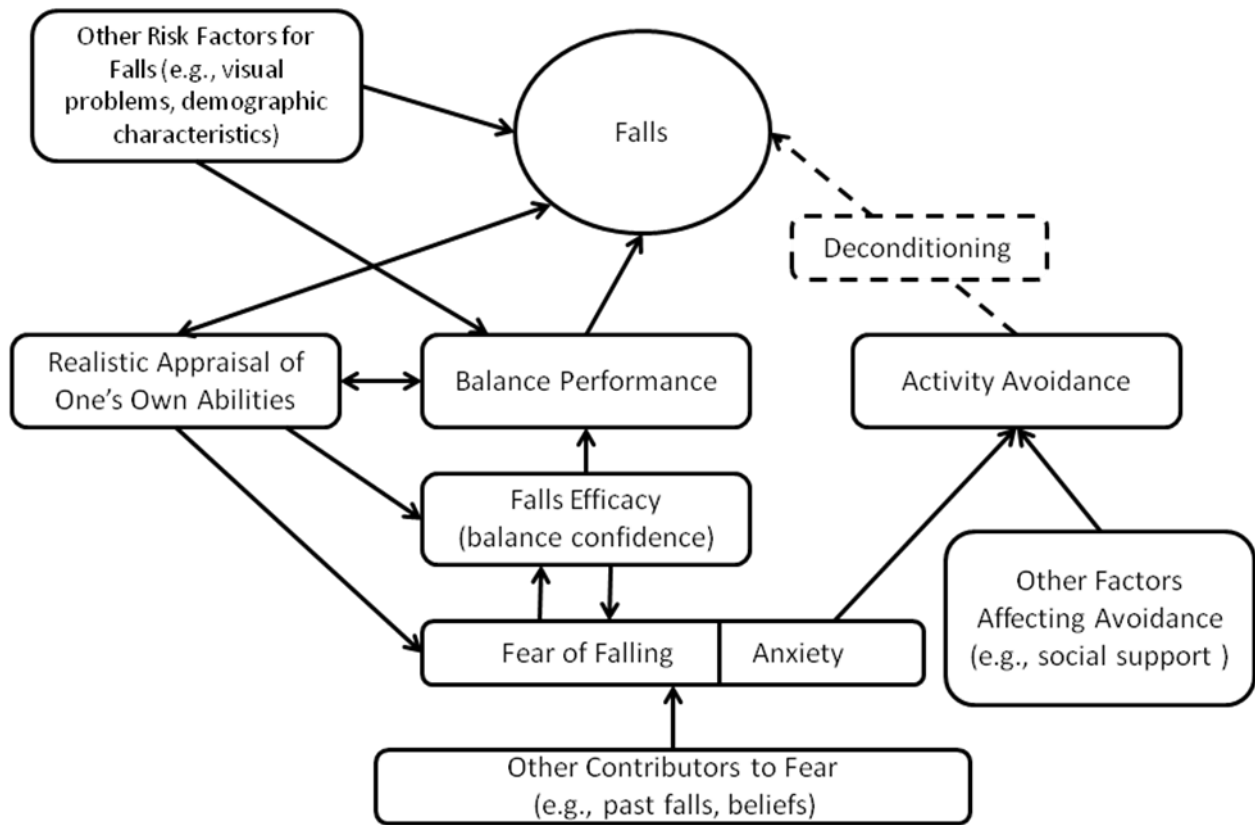 Other Risk Factors for
Falls (e.g., visual
problems, demographic
characteristics)
Falls
Deconditioning
Realistic Appraisal of
One's Own Abilities
Balance Performance
Activity Avoidance
Falls Efficacy
(balance confidence)
Other Factors
Affecting Avoidance
(e.g., social support )
Fear of Falling
Anxiety
Other Contributors to Fear
(e.g., past falls, beliefs)